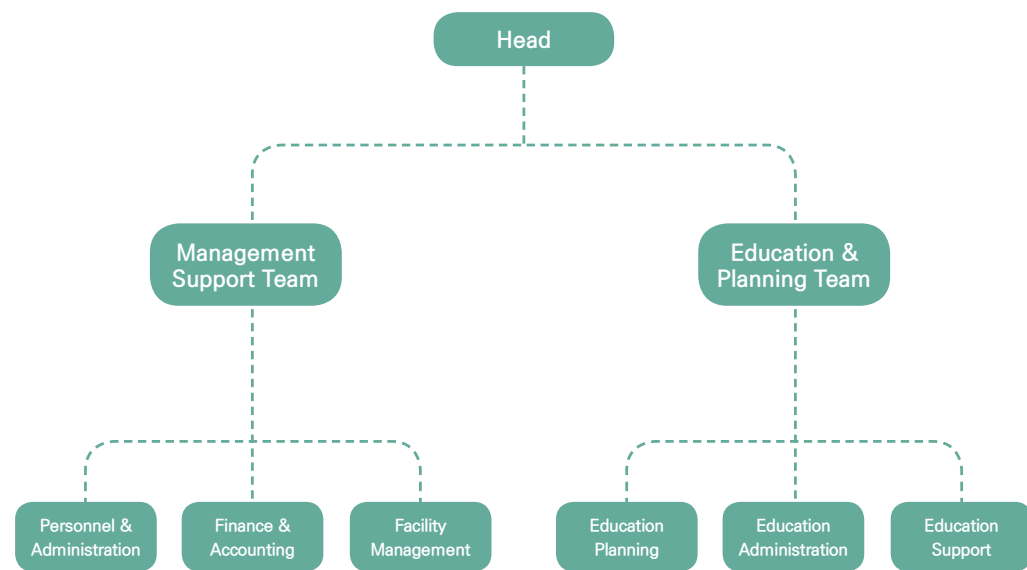 Head
Management
Support Team
Education &
Planning Team
Personnel &
Administration
Finance &
Accounting
Facility
Management
Education
Planning
Education
Administration
Education
Support